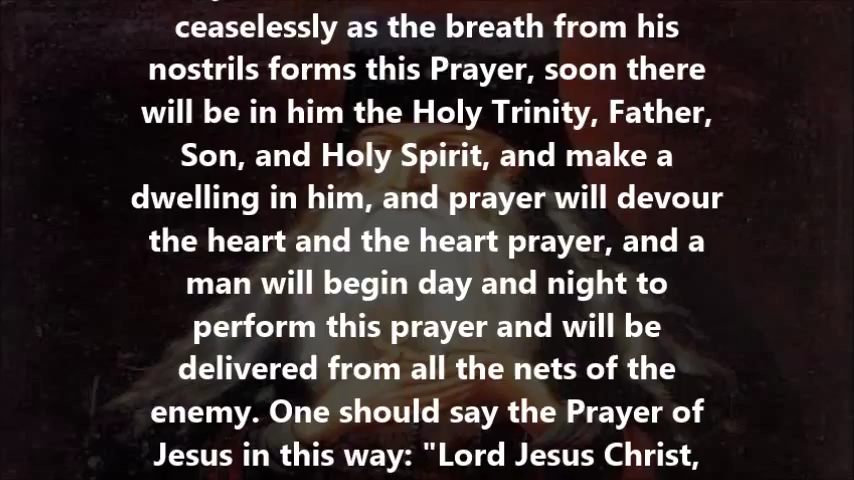 ceaselessly as the breath from his
nostrils forms this Prayer, soon there
will be in him the Holy Trinity, Father,
Son, and Holy Spirit, and make a
dwelling in him, and prayer will devour
the heart and the heart prayer, and a
man will begin day and night to
perform this prayer and will be
delivered from all the nets of the
enemy. One should say the Prayer of
Jesus in this way: "Lord Jesus Christ,